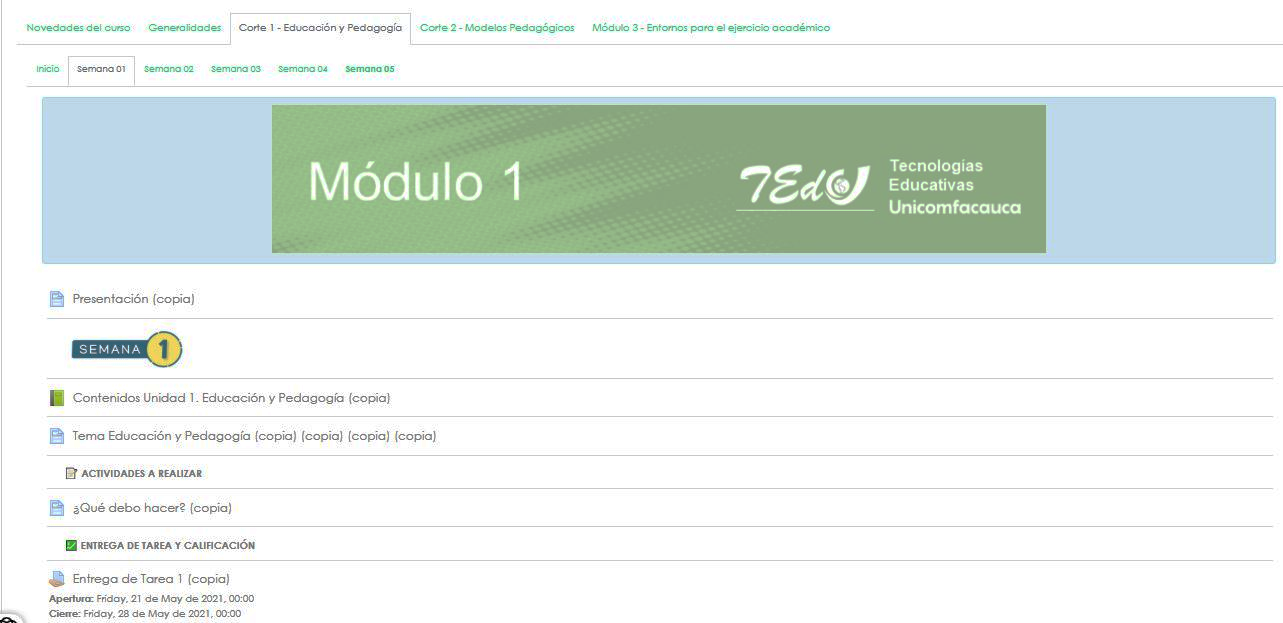 Novedades del curso Generalidades Corte 1 - Educación y Pedagogía Corte 2 - Modelos Pedagógicos Módulo 3 - Entornos para el ejercicio académico
Inicio Semana 01 Semana 02 Semana 03 Semana 04 Semana 05
Módulo 1
TEdU
Tecnologías
Educativas
Unicomfacauca
Presentación (copia)
SEMANA 1
Contenidos Unidad 1. Educación y Pedagogía (copia)
Tema Educación y Pedagogía (copia) (copia) (copia) (copia)
ACTIVIDADES A REALIZAR
¿Qué debo hacer? (copia)
ENTREGA DE TAREA Y CALIFICACIÓN
Entrega de Tarea 1 (copia)
Apertura: Friday, 21 de May de 2021, 00:00
Cierre: Friday, 28 de May de 2021, 00:00